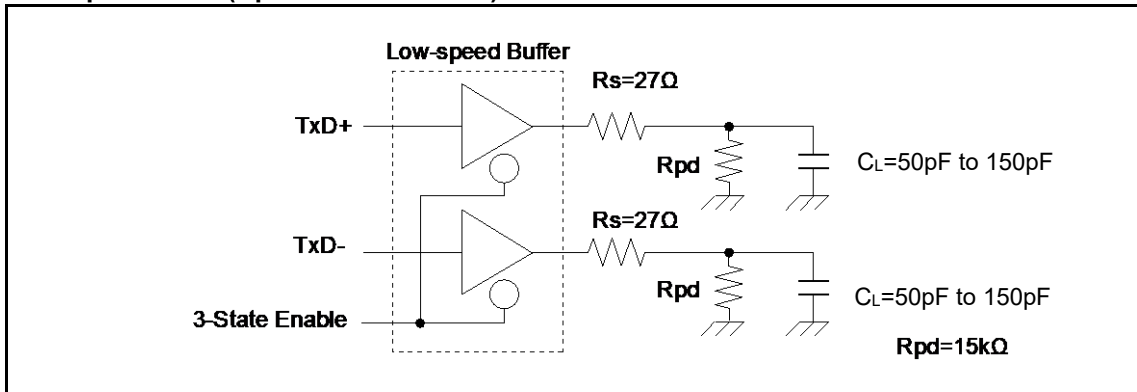 Low-speed Buffer
Rs=27Ω
TxD+
Rpd
CL=50pF to 150pF
Rs=27Ω
TxD-
Rpd
CL=50pF to 150pF
3-State Enable
Rpd=15kΩ